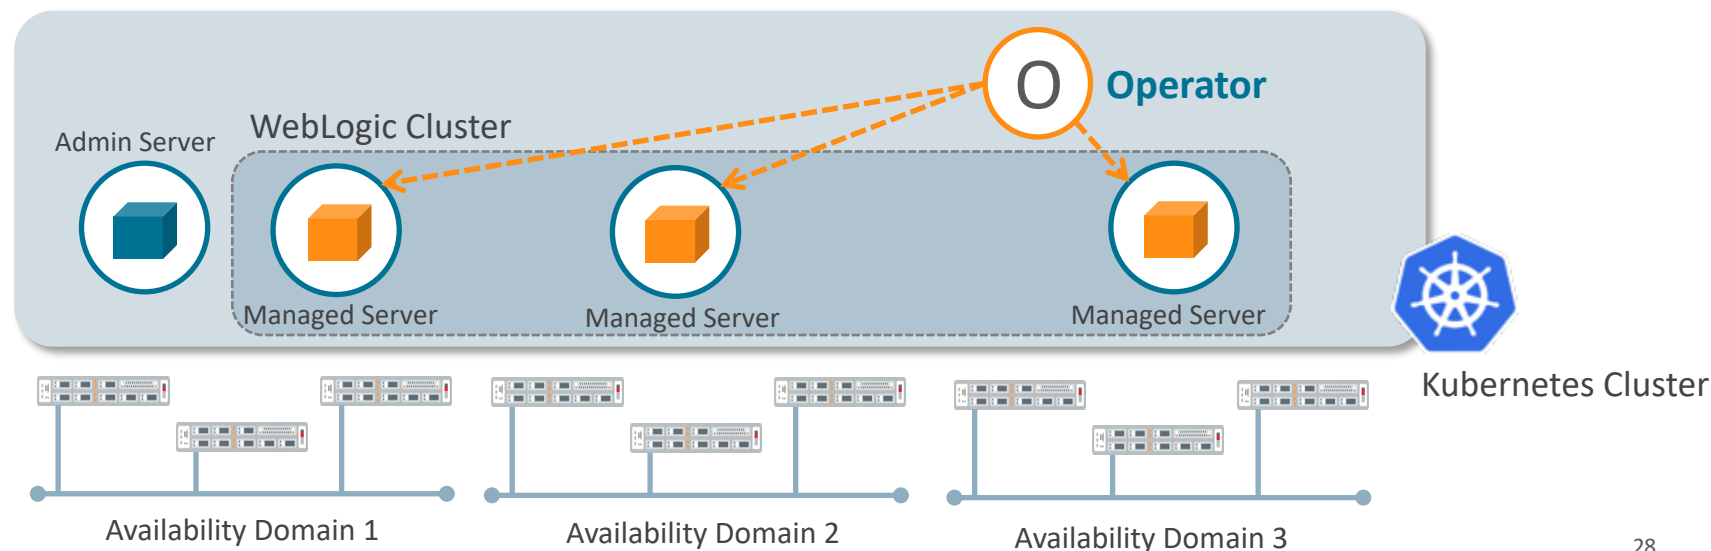 O
Operator
WebLogic Cluster
Admin Server
Managed Server
Managed Server
Managed Server
Kubernetes Cluster
Availability Domain 1
Availability Domain 2
Availability Domain 3
28